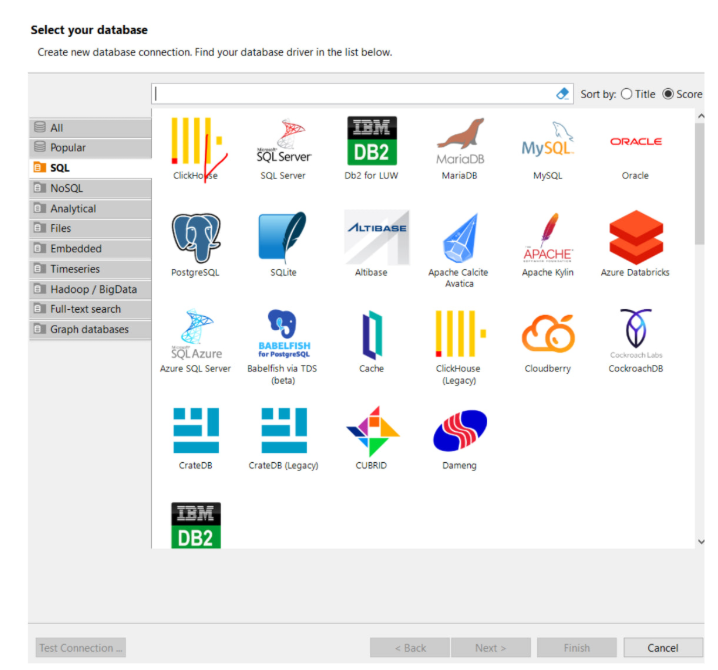 Select your database
Create new database connection. Find your database driver in the list below.
Sort by: Title Score
All
Popular
SQL
NoSQL
Analytical
Files
Embedded
Timeseries
Hadoop / BigData
Full-text search
Graph databases
ClickHouse
Microsoft
SQL Server
SQL Server
IBM
DB2
Db2 for LUW
MariaDB
MariaDB
MySQL
MySQL
ORACLE
Oracle
PostgreSQL
SQLite
ALTIBASE
Altibase
Apache Calcite
Avatica
THE
APACHE
SOFTWARE FOUNDATION
Apache Kylin
Azure Databricks
Microsoft
SQL Azure
Azure SQL Server
BABELFISH
for PostgreSQL
Babelfish via TDS
(beta)
Cache
ClickHouse
(Legacy)
Cloudberry
Cockroach Labs
CockroachDB
CrateDB
CrateDB (Legacy)
CUBRID
Dameng
IBM
DB2
Test Connection ...
< Back
Next >
Finish
Cancel